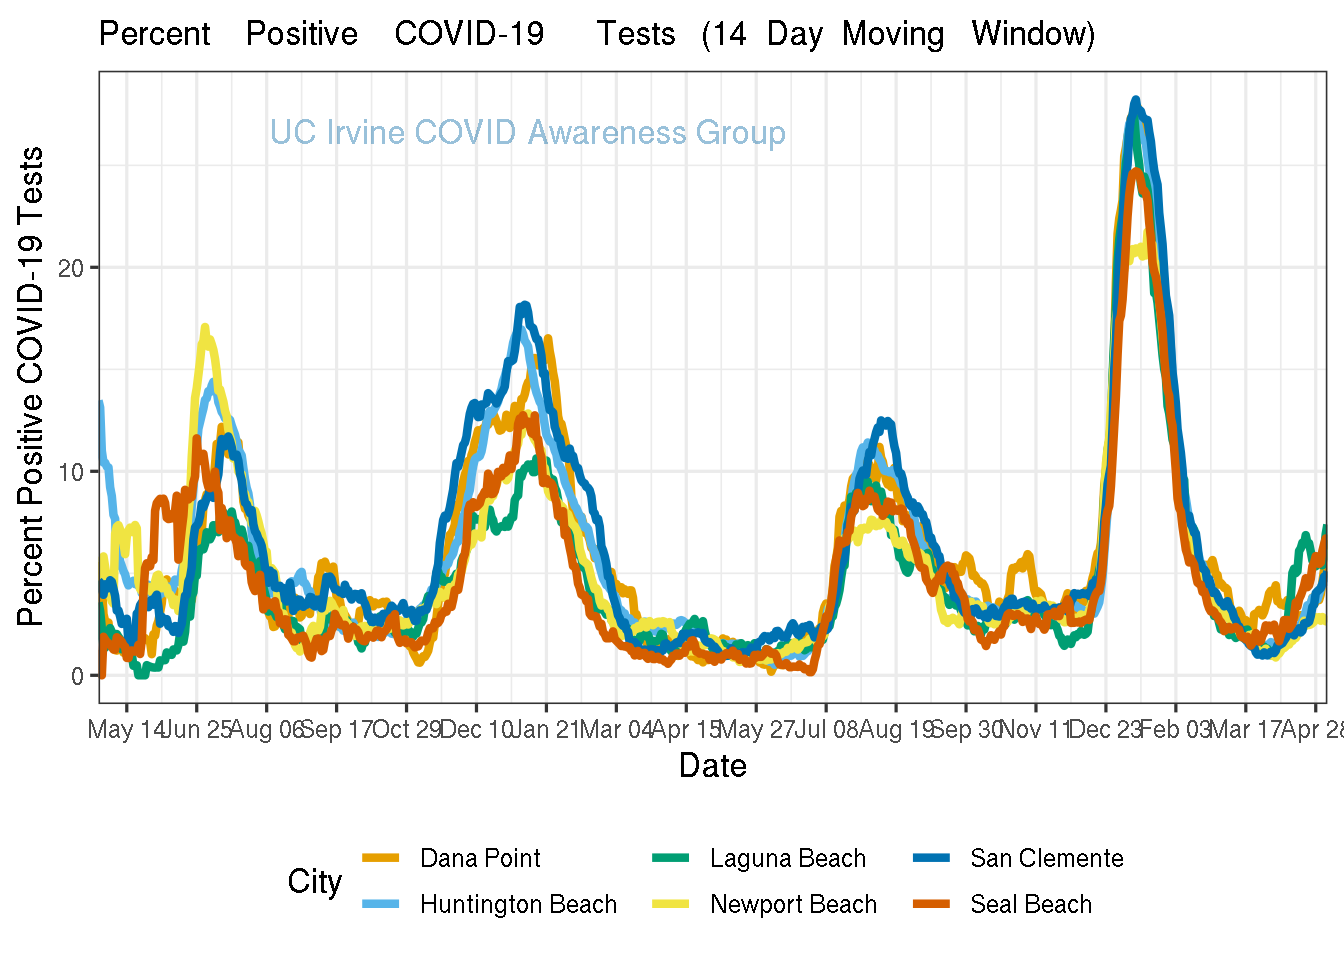 Percent Positive COVID-19 Tests (14 Day Moving Window)
UC Irvine COVID Awareness Group
Percent Positive COVID-19 Tests
20
10
0
May 14 Jun 25 Aug 06 Sep 17 Oct 29 Dec 10 Jan 21 Mar 04 Apr 15 May 27 Jul 08 Aug 19 Sep 30 Nov 11 Dec 23 Feb 03 Mar 17 Apr 28
Date
City
Dana Point Laguna Beach San Clemente
Huntington Beach Newport Beach Seal Beach